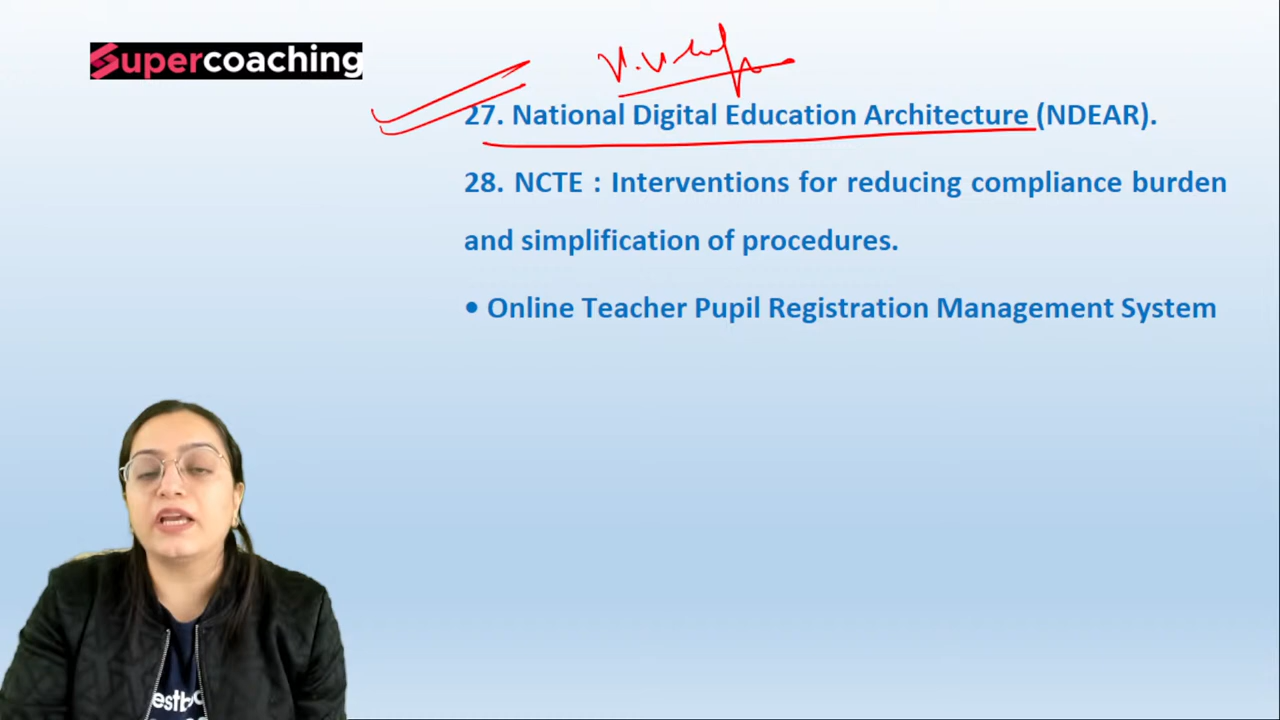 Supercoaching
27. National Digital Education Architecture (NDEAR).
28. NCTE : Interventions for reducing compliance burden
and simplification of procedures.
• Online Teacher Pupil Registration Management System